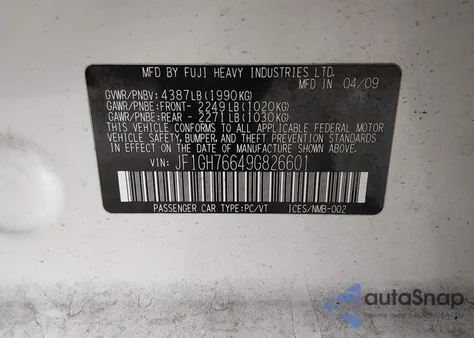 MFD BY FUJI HEAVY INDUSTRIES LTD.
MFD IN 04/09
GVWR/PNBV: 4387LB(1990KG)
GAWR/PNBE:FRONT- 2249LB(1020KG)
GAWR/PNBE:REAR - 2271LB(1030KG)
THIS VEHICLE CONFORMS TO ALL APPLICABLE FEDERAL MOTOR
VEHICLE SAFETY, BUMPER, AND THEFT PREVENTION STANDARDS
IN EFFECT ON THE DATE OF MANUFACTURE SHOWN ABOVE.
VIN: JF1GH76649G826601
PASSENGER CAR TYPE:PC/VT ICES/NMB-002
autoSnap